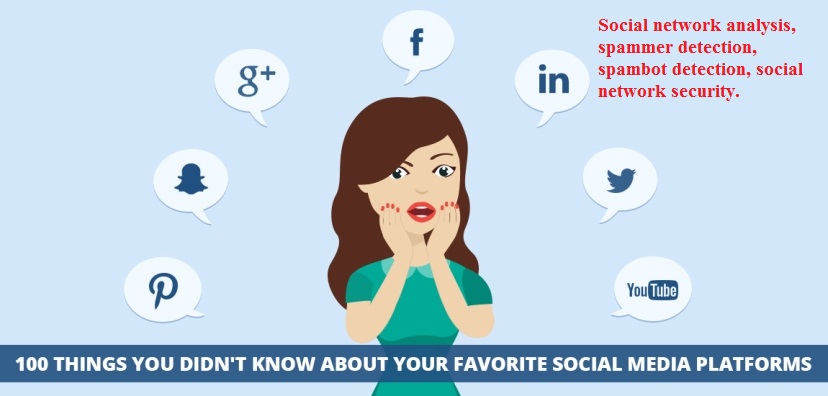 f
Social network analysis,
spammer detection,
spambot detection, social
network security.
g+
in
YouTube
100 THINGS YOU DIDN'T KNOW ABOUT YOUR FAVORITE SOCIAL MEDIA PLATFORMS